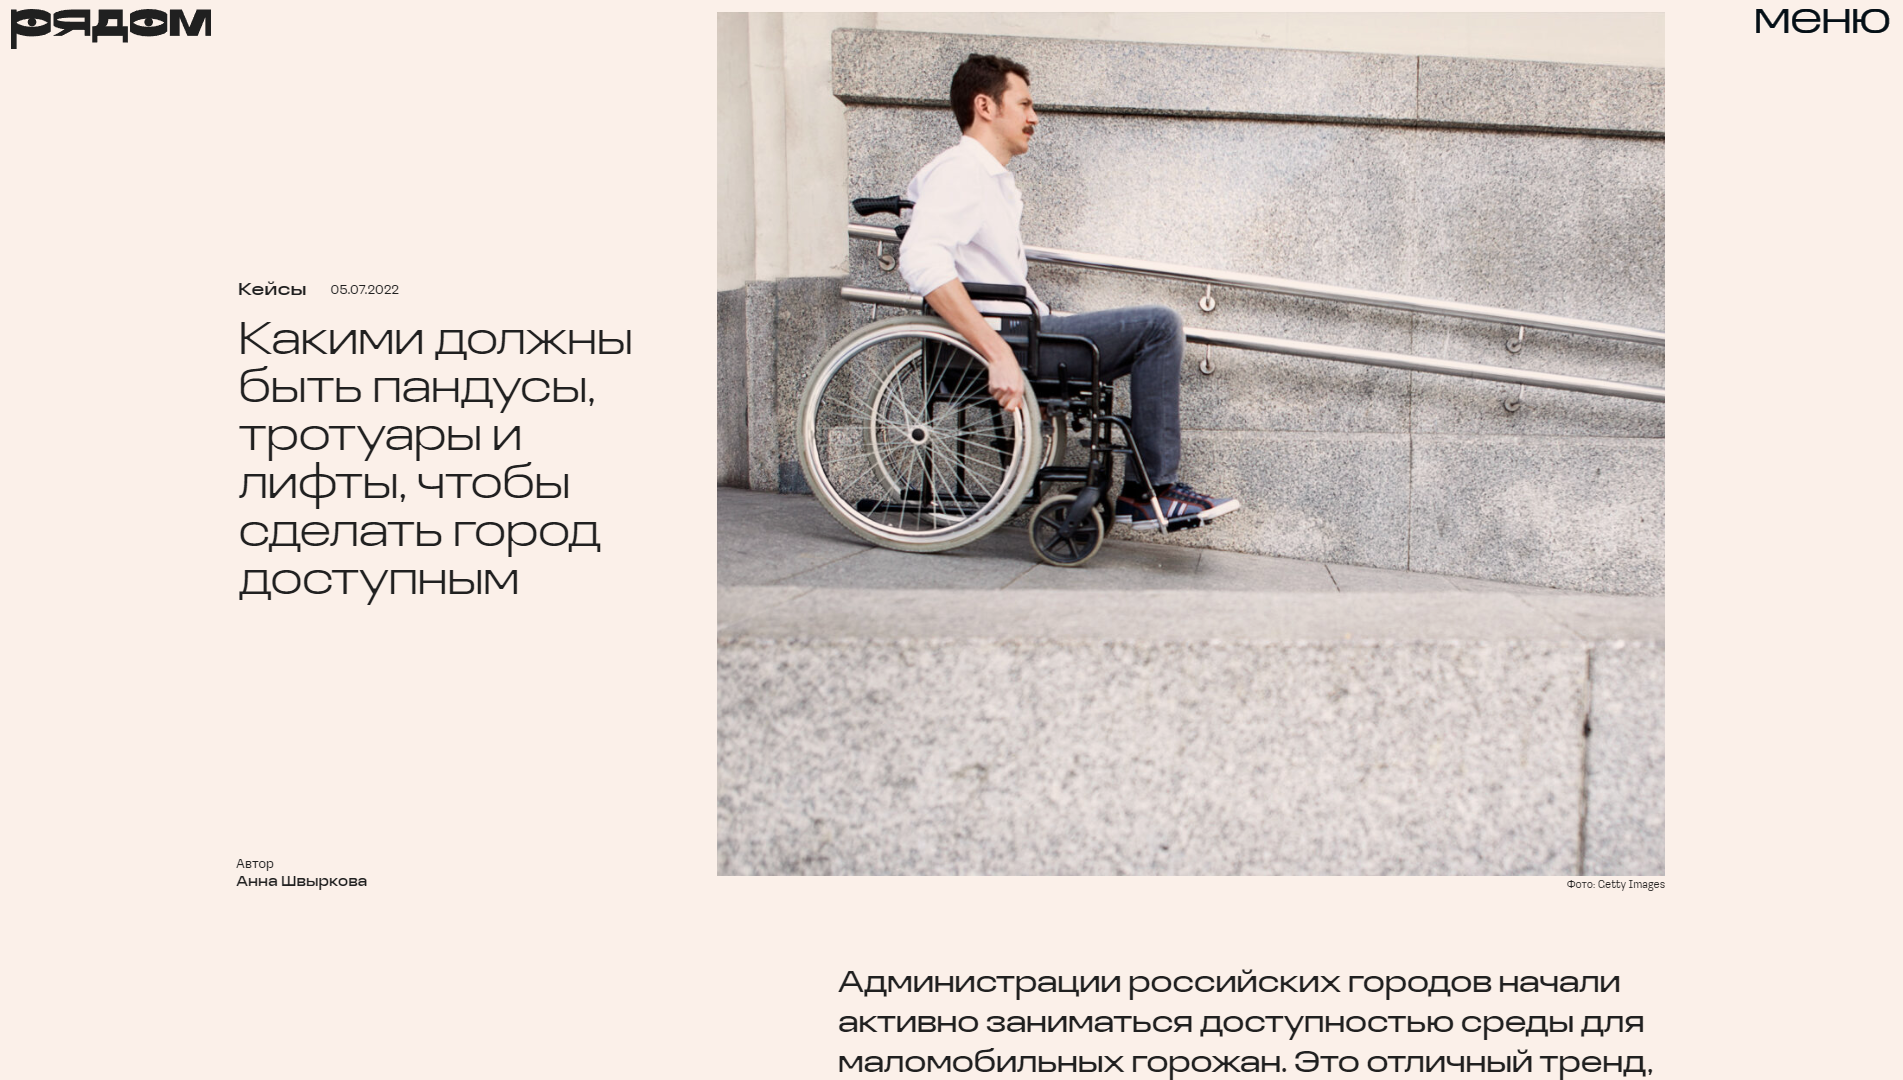 рядом
меню
Кейсы 05.07.2022
Какими должны
быть пандусы,
тротуары и
лифты, чтобы
сделать город
доступным
Автор
Анна Швыркова
Фото: Getty Images
Администрации российских городов начали
активно заниматься доступностью среды для
маломобильных горожан. Это отличный тренд,